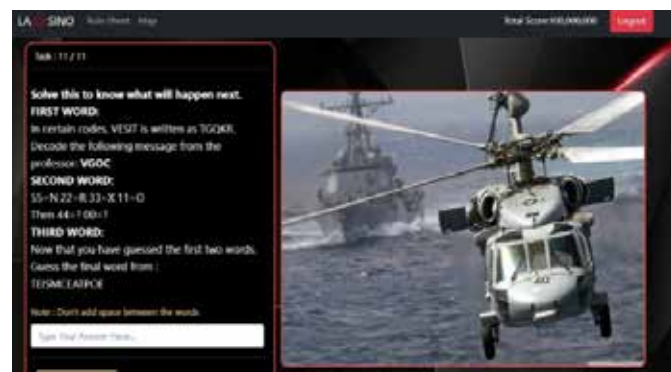 LA SINO Rule Sheet Map Total Score: Logout
Task : 11 / 11
Solve this to know what will happen next.
FIRST WORD:
In certain codes, VESIT is written as TGQKR.
Decode the following message from the
professor: VGOC
SECOND WORD:
55=N 22=R 33=X 11=O
Then 44=? 00=?
THIRD WORD:
Now that you have guessed the first two words.
Guess the final word from :
TEISMCEATPOE
Note : Don't add space between the words
Type Your Answer Here...